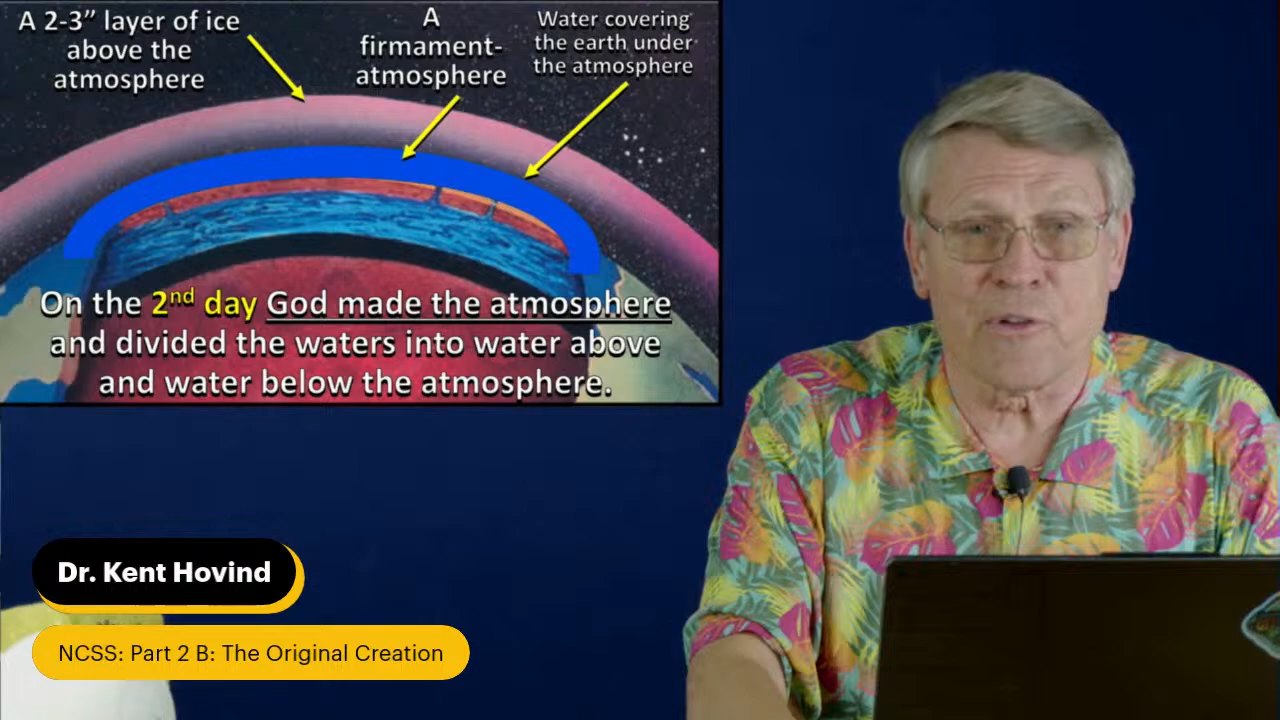 A 2-3” layer of ice
above the
atmosphere
A
firmament-
atmosphere
Water covering
the earth under
the atmosphere
On the 2nd day God made the atmosphere
and divided the waters into water above
and water below the atmosphere.
Dr. Kent Hovind
NCSS: Part 2 B: The Original Creation